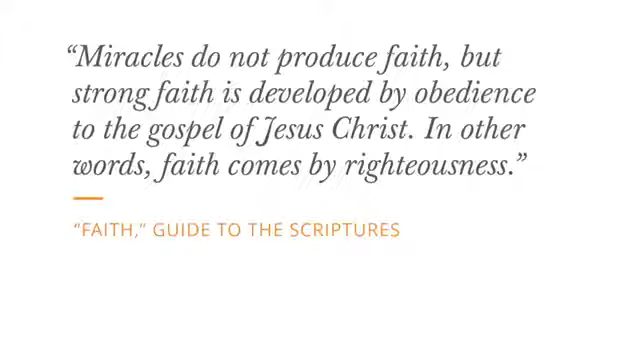 “Miracles do not produce faith, but
strong faith is developed by obedience
to the gospel of Jesus Christ. In other
words, faith comes by righteousness.”
“FAITH,” GUIDE TO THE SCRIPTURES